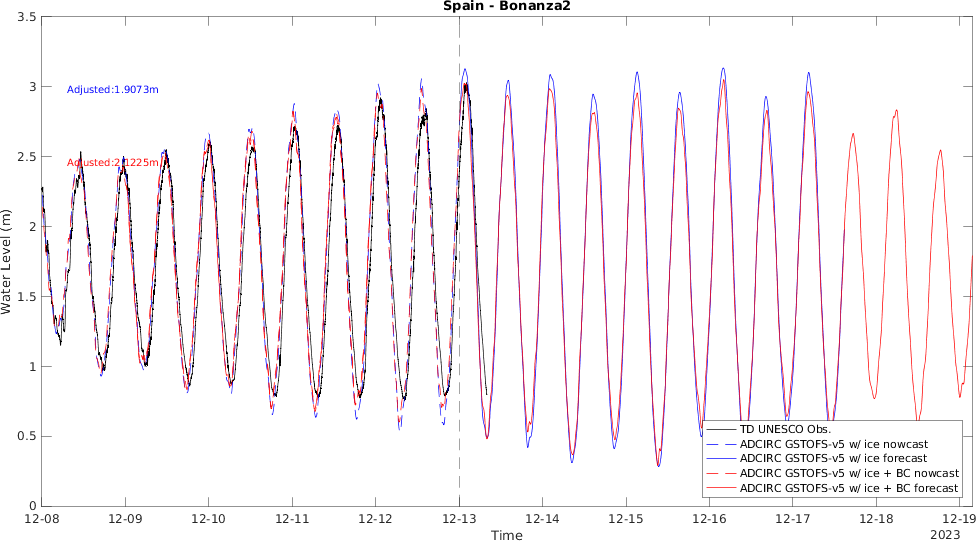 Spain - Bonanza2
3.5
3
2.5
2
1.5
1
0.5
0
Water Level (m)
Adjusted:1.9073m
Adjusted:2.1225m
TD UNESCO Obs.
ADCIRC GSTOFS-v5 w/ ice nowcast
ADCIRC GSTOFS-v5 w/ ice forecast
ADCIRC GSTOFS-v5 w/ ice + BC nowcast
ADCIRC GSTOFS-v5 w/ ice + BC forecast
12-08 12-09 12-10 12-11 12-12 12-13 12-14 12-15 12-16 12-17 12-18 12-19
Time
2023